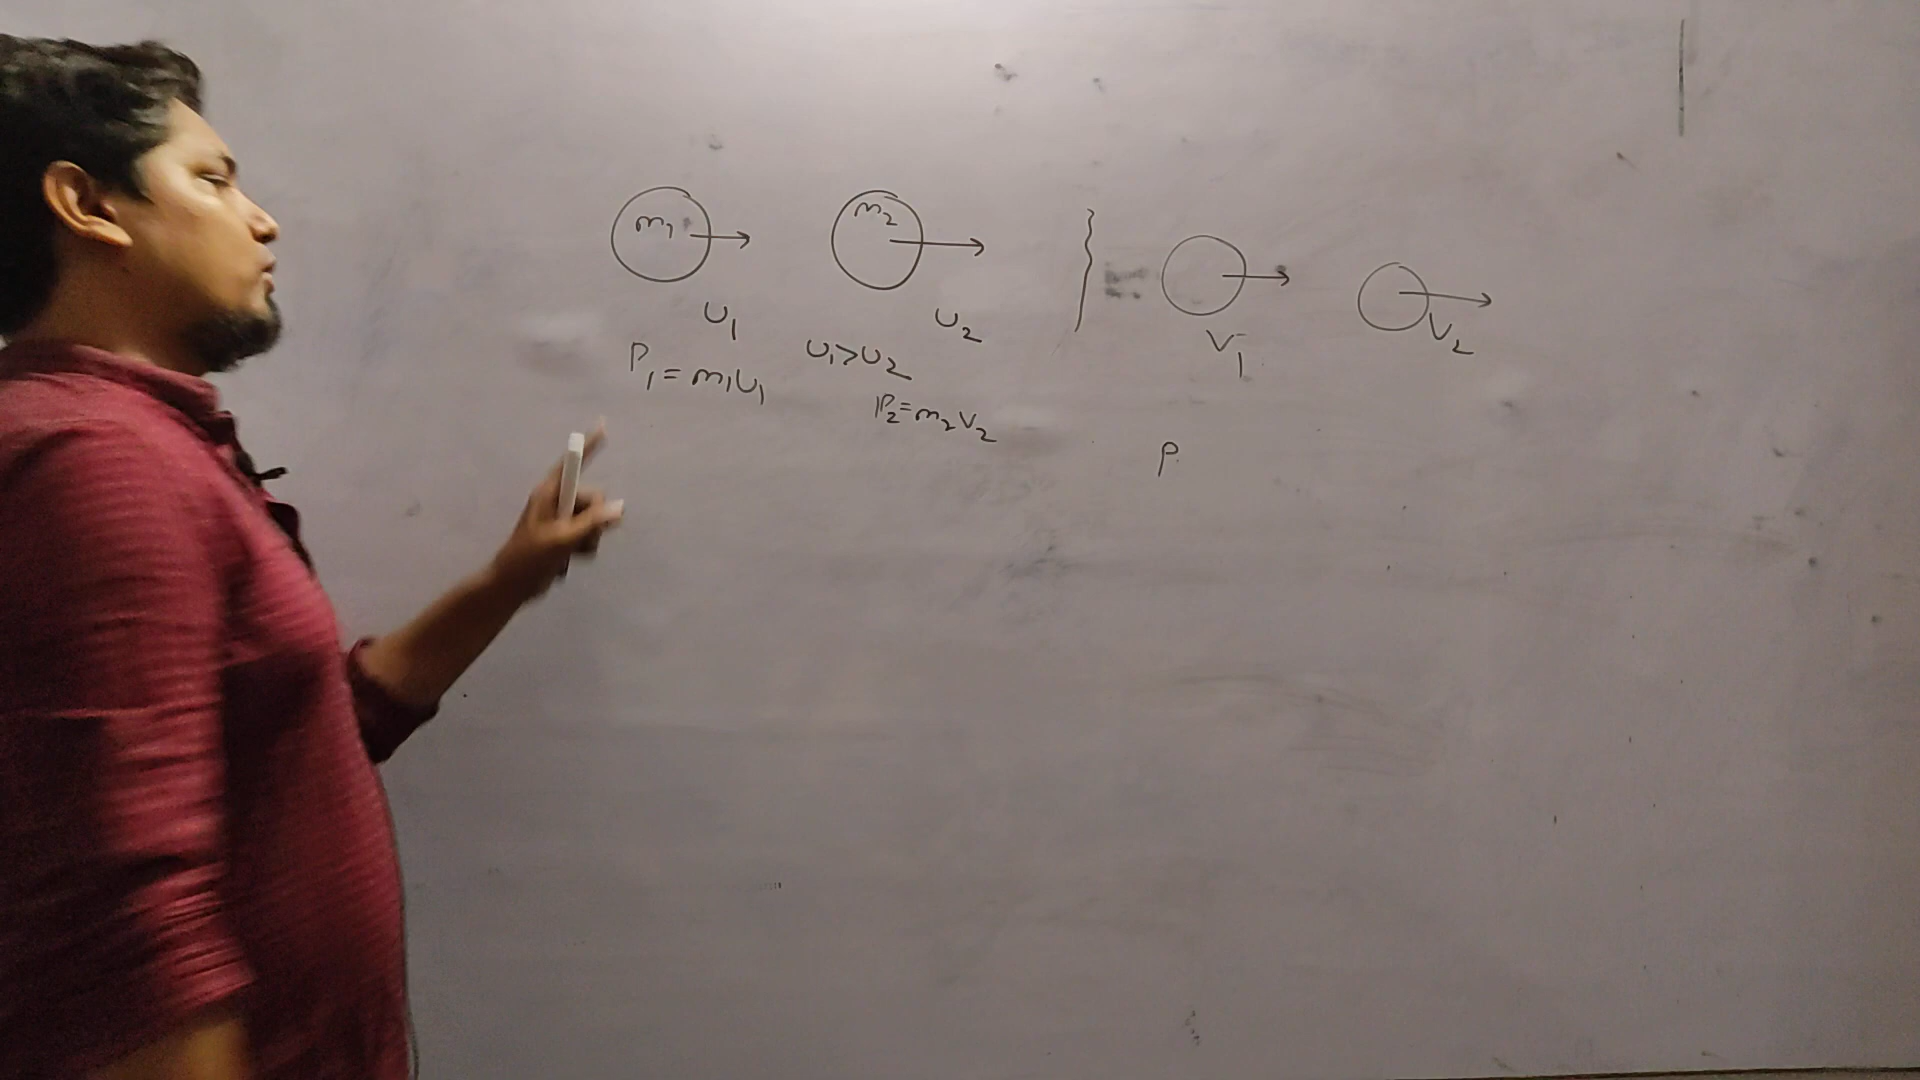 m₁
m₂
U₁
U₂
V₁
V₂
P₁ = m₁U₁
U₁>U₂
P₂=m₂V₂
P